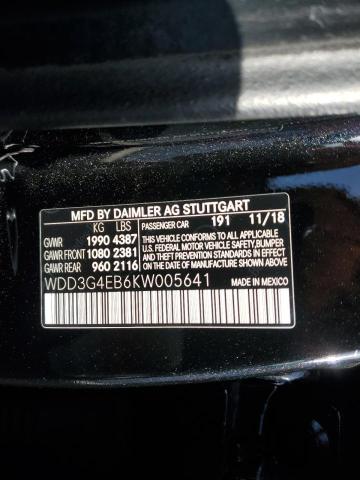 MFD BY DAIMLER AG STUTTGART
KG LBS PASSENGER CAR 191 11/18
GVWR 1990 4387 THIS VEHICLE CONFORMS TO ALL APPLICABLE
GAWR FRONT 1080 2381 U.S. FEDERAL MOTOR VEHICLE SAFETY, BUMPER
GAWR REAR 960 2116 AND THEFT PREVENTION STANDARDS IN EFFECT ON THE DATE OF MANUFACTURE SHOWN ABOVE.
WDD3G4EB6KW005641 MADE IN MEXICO